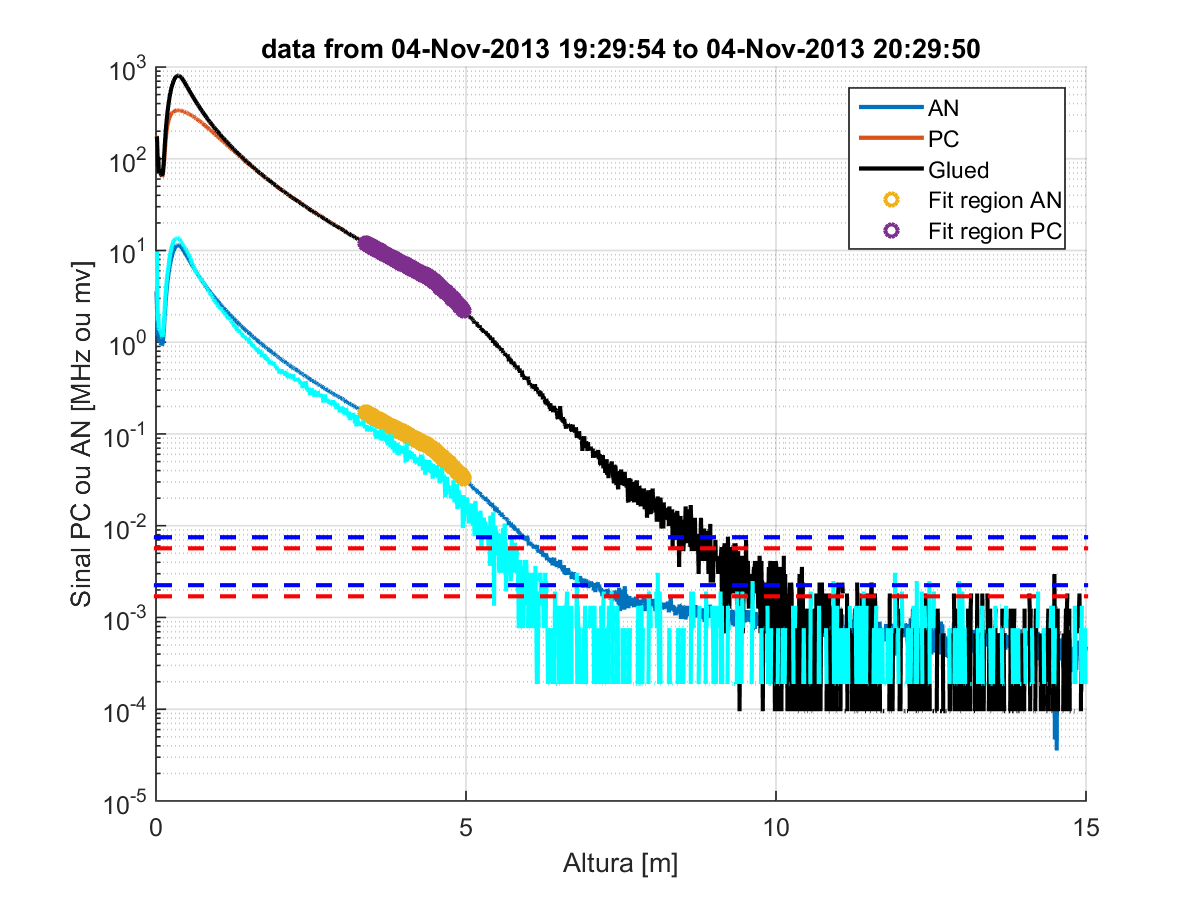 data from 04-Nov-2013 19:29:54 to 04-Nov-2013 20:29:50
Sinal PC ou AN [MHz ou mv]
10^3
10^2
10^1
10^0
10^-1
10^-2
10^-3
10^-4
10^-5
AN
PC
Glued
Fit region AN
Fit region PC
0 5 10 15
Altura [m]